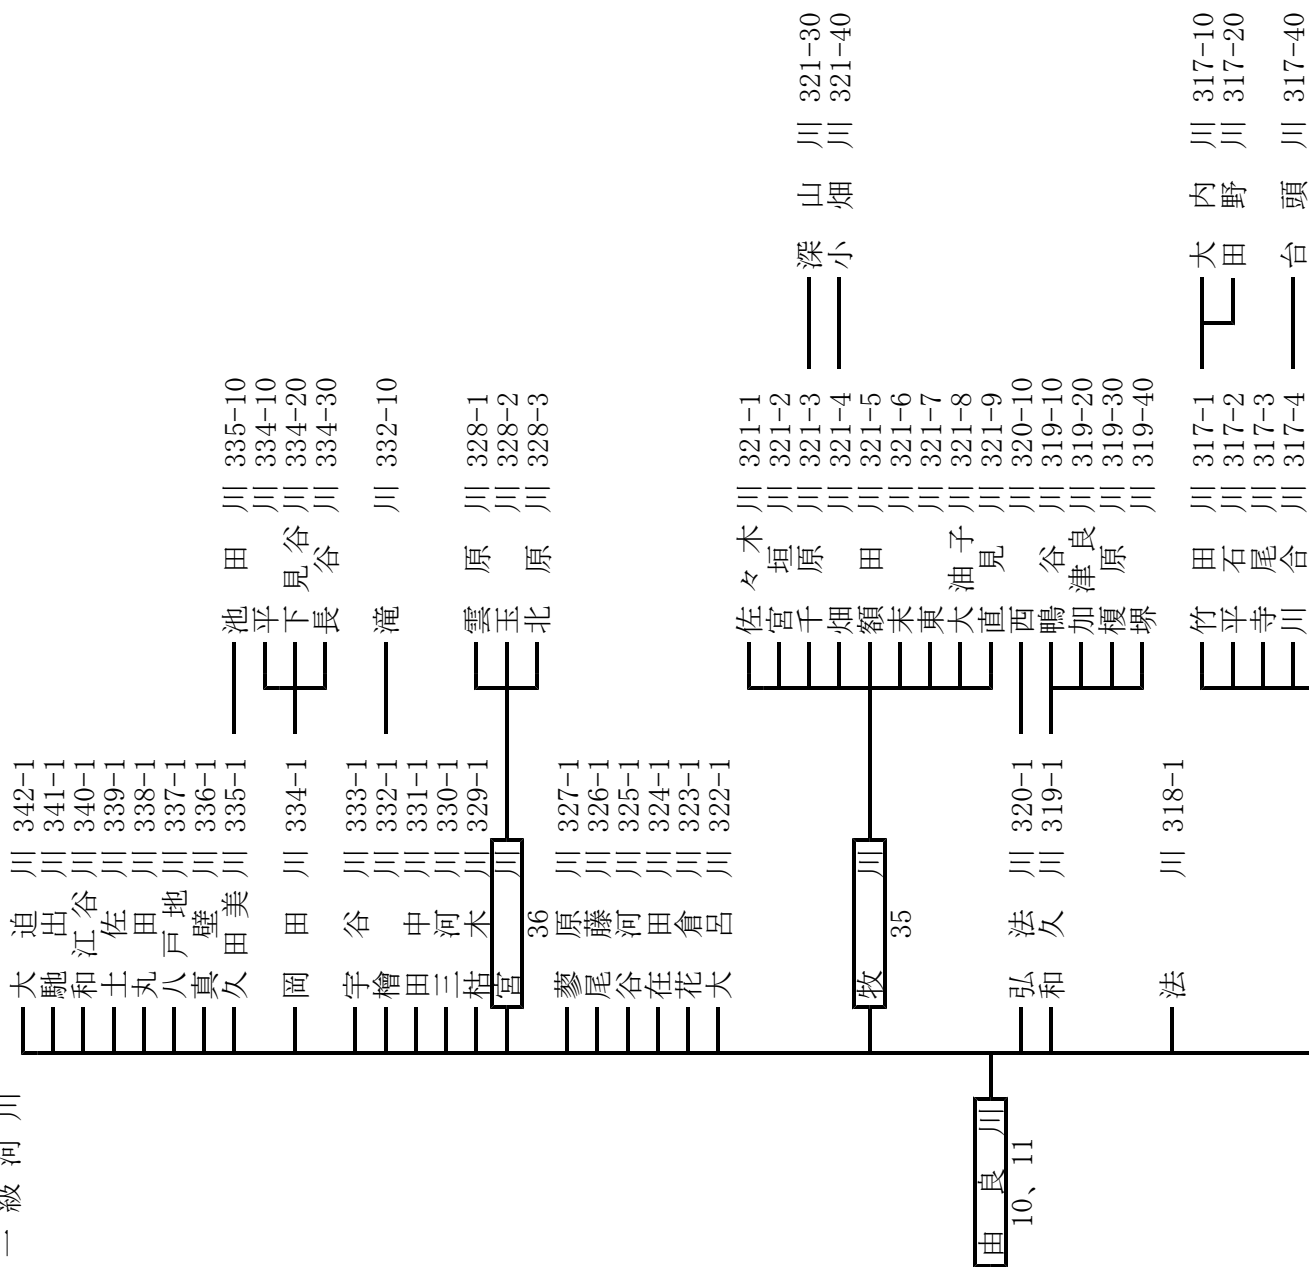 一級河川
大迫川 342-1
馳出川 341-1
和江谷川 340-1
土佐川 339-1
丸田川 338-1
八戸地川 337-1
真壁川 336-1
久田美川 335-1
池田川 335-10
岡田川 334-1
平川 334-10
下見谷川 334-20
長谷川 334-30
宇谷川 333-1
檜川 332-1
滝川 332-10
田中川 331-1
三河川 330-1
枯木川 329-1
宮川
36
雲原川 328-1
玉川 328-2
北原川 328-3
蓼原川 327-1
尾藤川 326-1
谷河川 325-1
在田川 324-1
花倉川 323-1
大呂川 322-1
牧川
35
佐々木川 321-1
宮垣川 321-2
千原川 321-3
深山川 321-30
畑川 321-4
小畑川 321-40
額田川 321-5
末川 321-6
東川 321-7
大油子川 321-8
直見川 321-9
弘法川 320-1
西川 320-10
和久川 319-1
鴨谷川 319-10
加津良川 319-20
榎原川 319-30
堺川 319-40
法川 318-1
竹田川 317-1
大内川 317-10
田野川 317-20
平石川 317-2
寺尾川 317-3
川合川 317-4
台頭川 317-40
由良川
10、11